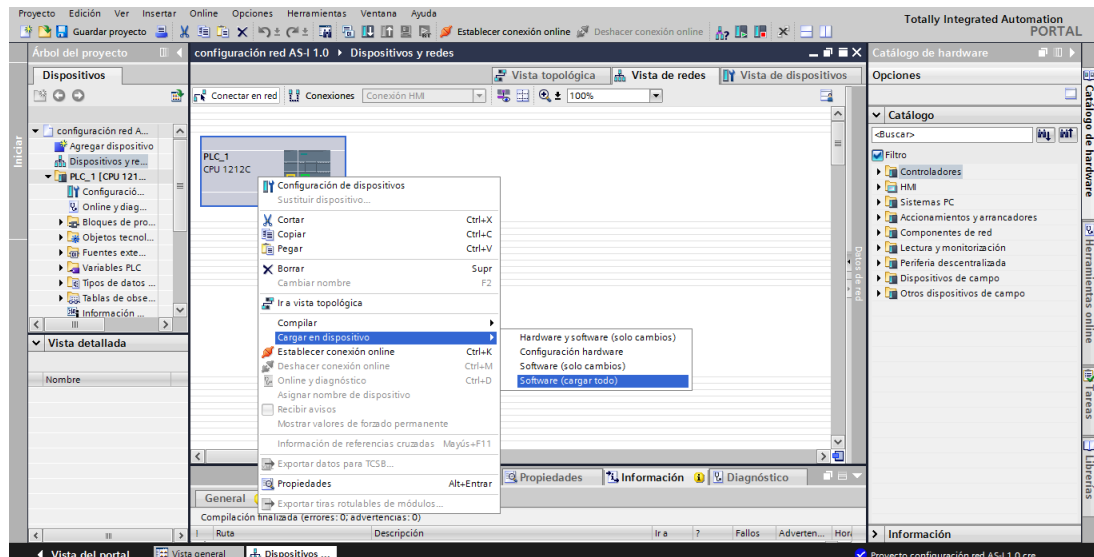 Proyecto Edición Ver Insertar Online Opciones Herramientas Ventana Ayuda
Totally Integrated Automation
PORTAL
Guardar proyecto Establecer conexión online Deshacer conexión online
Árbol del proyecto
configuración red AS-I 1.0 Dispositivos y redes
Catálogo de hardware
Dispositivos
Vista topológica Vista de redes Vista de dispositivos
Opciones
Conectar en red Conexiones Conexión HMI 100%
Iniciar
configuración red A...
Agregar dispositivo
Dispositivos y re...
PLC_1 [CPU 121...
Configuració...
Online y diag...
Bloques de pro...
Objetos tecnol...
Fuentes exte...
Variables PLC
Tipos de datos ...
Tablas de obse...
Información ...
Vista detallada
Nombre
PLC_1
CPU 1212C
Configuración de dispositivos
Sustituir dispositivo...
Cortar Ctrl+X
Copiar Ctrl+C
Pegar Ctrl+V
Borrar Supr
Cambiar nombre F2
Ir a vista topológica
Compilar
Cargar en dispositivo
Establecer conexión online Ctrl+K
Deshacer conexión online Ctrl+M
Online y diagnóstico Ctrl+D
Asignar nombre de dispositivo
Recibir avisos
Mostrar valores de forzado permanente
Información de referencias cruzadas Mayús+F11
Exportar datos para TCSB...
Propiedades Alt+Entrar
Exportar tiras rotulables de módulos...
Hardware y software (solo cambios)
Configuración hardware
Software (solo cambios)
Software (cargar todo)
Datos de red
Propiedades Información Diagnóstico
General
Compilación finalizada (errores: 0; advertencias: 0)
! Ruta Descripción Ir a ? Fallos Adverten... Hora
Catálogo
<Buscar>
Filtro
Controladores
HMI
Sistemas PC
Accionamientos y arrancadores
Componentes de red
Lectura y monitorización
Periferia descentralizada
Dispositivos de campo
Otros dispositivos de campo
Información
Catálogo de hardware
Herramientas online
Tareas
Librerías
Vista del portal Vista general Dispositivos ...
Proyecto configuración red AS-I 1.0 cre...